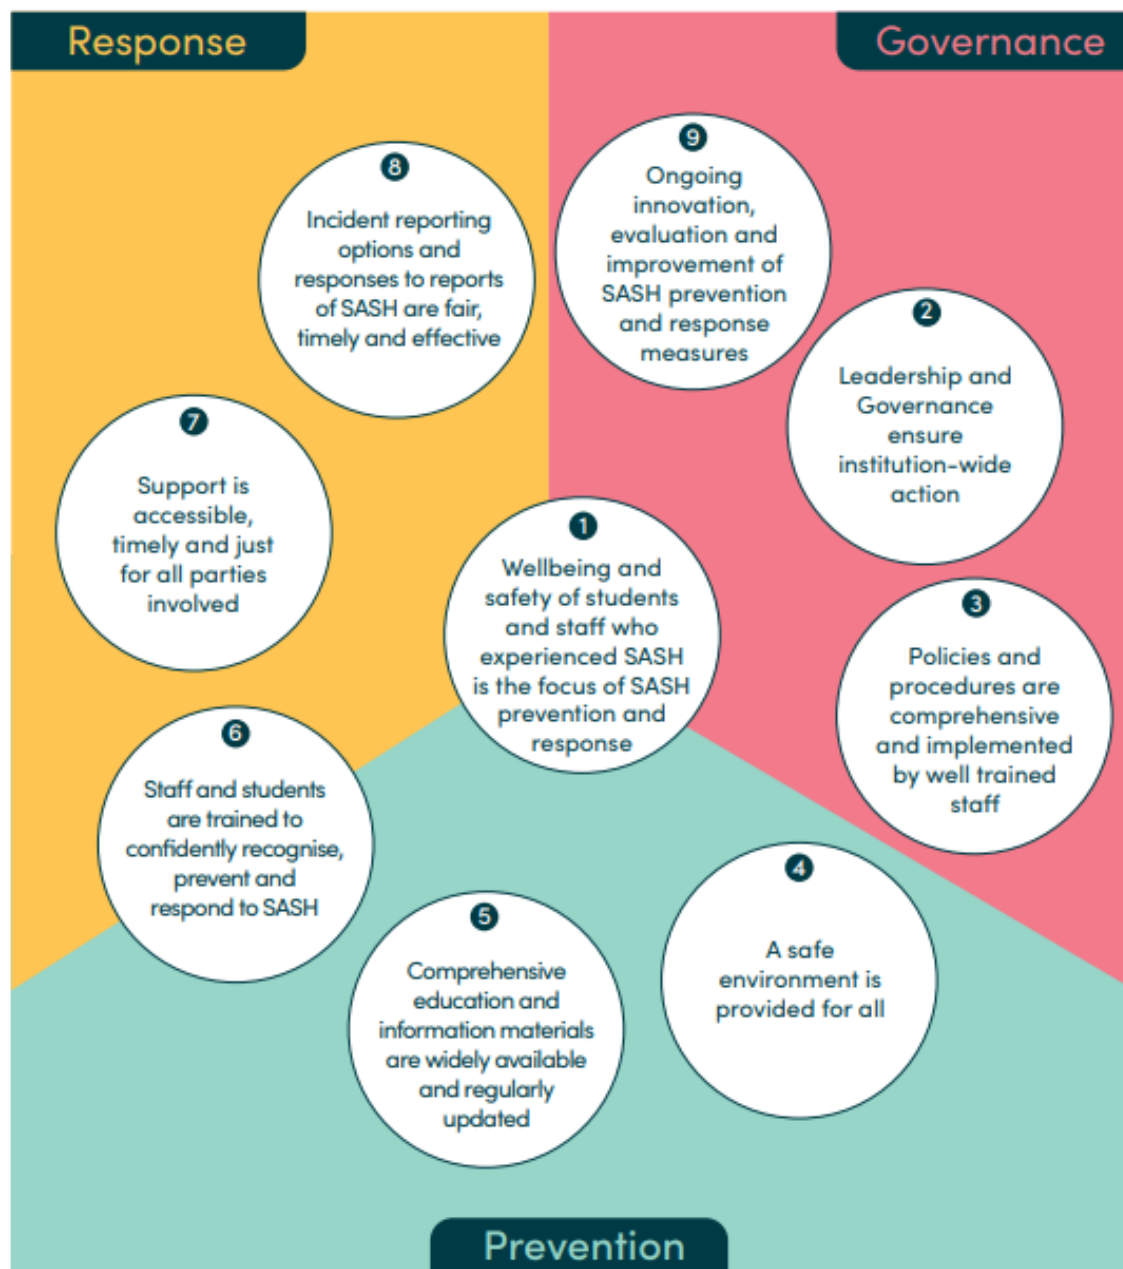 Response
Governance
8
Incident reporting
options and
responses to reports
of SASH are fair,
timely and effective
9
Ongoing
innovation,
evaluation and
improvement of
SASH prevention
and response
measures
2
Leadership and
Governance
ensure
institution-wide
action
7
Support is
accessible,
timely and just
for all parties
involved
1
Wellbeing and
safety of students
and staff who
experienced SASH
is the focus of SASH
prevention and
response
3
Policies and
procedures are
comprehensive
and implemented
by well trained
staff
6
Staff and students
are trained to
confidently recognise,
prevent and
respond to SASH
5
Comprehensive
education and
information materials
are widely available
and regularly
updated
4
A safe
environment is
provided for all
Prevention